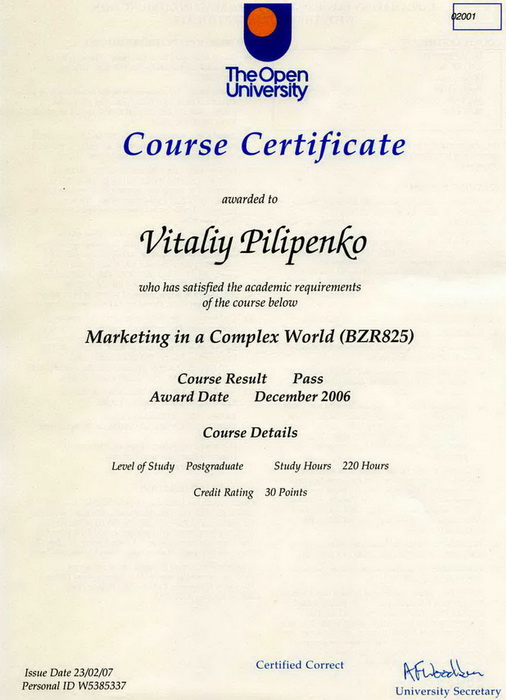 02001
The Open
University
Course Certificate
awarded to
Vitaliy Pilipenko
who has satisfied the academic requirements
of the course below
Marketing in a Complex World (BZR825)
Course Result Pass
Award Date December 2006
Course Details
Level of Study Postgraduate Study Hours 220 Hours
Credit Rating 30 Points
Issue Date 23/02/07
Personal ID W5385337
Certified Correct
University Secretary